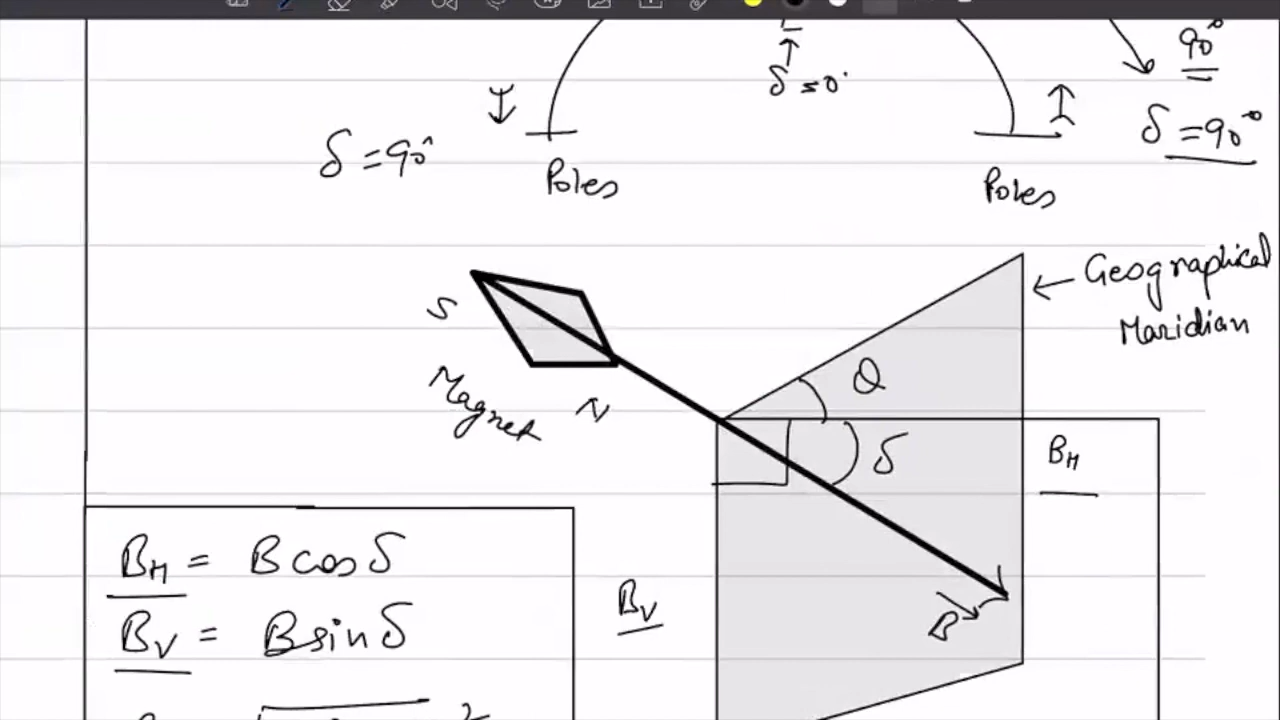 90°
δ = 0°
δ = 90°
δ = 90°
Poles
Poles
Geographical
Maridian
S
θ
Magnet
N
δ
B_H
B_H = B cos δ
B_V
B_V = B sin δ
B